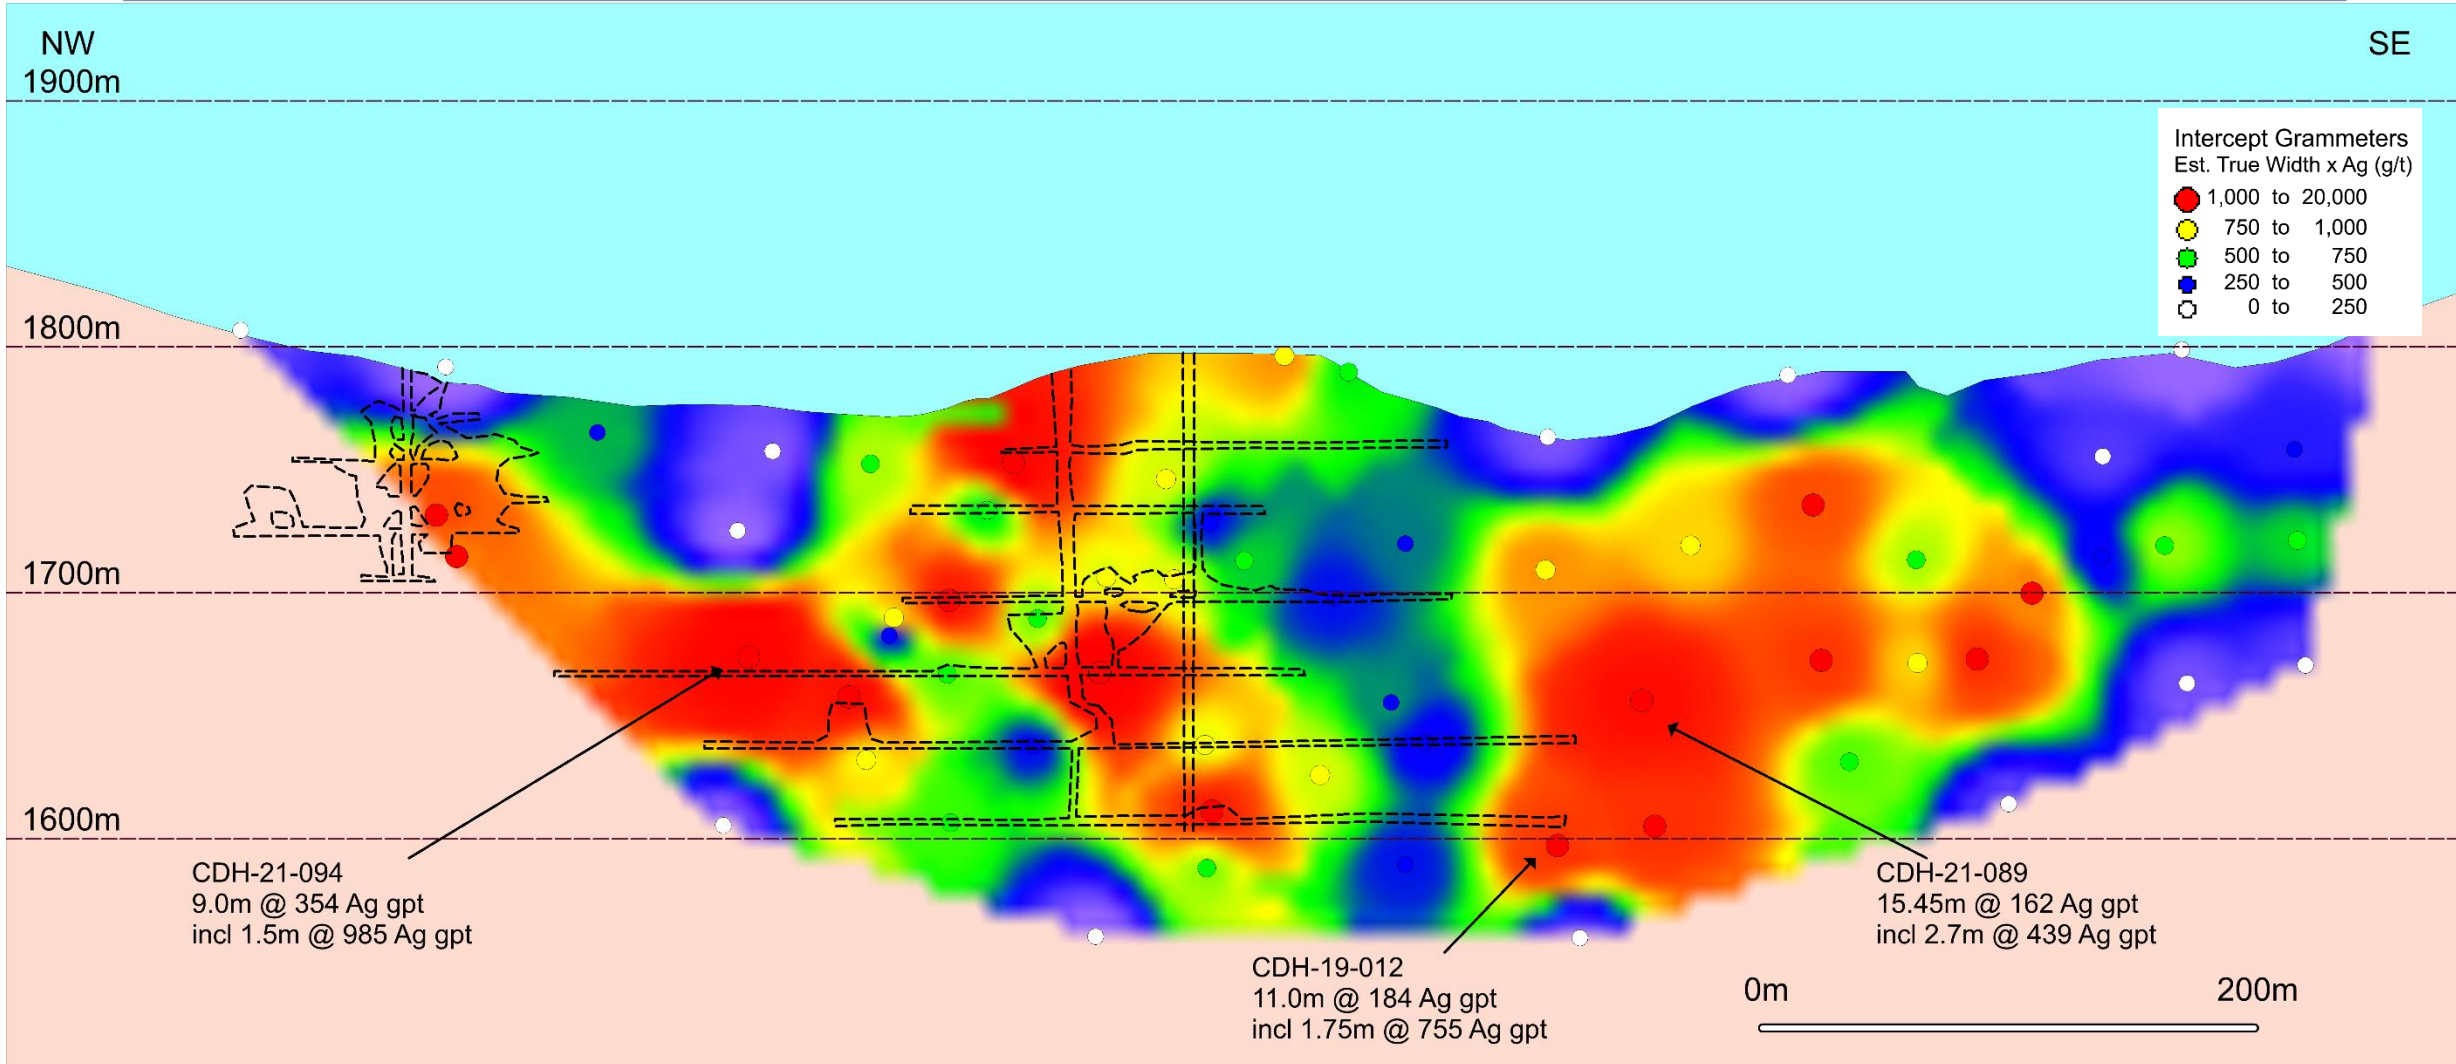 NW
SE
1900m
Intercept Grammeters
Est. True Width x Ag (g/t)
1,000 to 20,000
750 to 1,000
500 to 750
250 to 500
0 to 250
1800m
1700m
1600m
CDH-21-094
9.0m @ 354 Ag gpt
incl 1.5m @ 985 Ag gpt
CDH-21-089
15.45m @ 162 Ag gpt
incl 2.7m @ 439 Ag gpt
CDH-19-012
11.0m @ 184 Ag gpt
incl 1.75m @ 755 Ag gpt
0m 200m